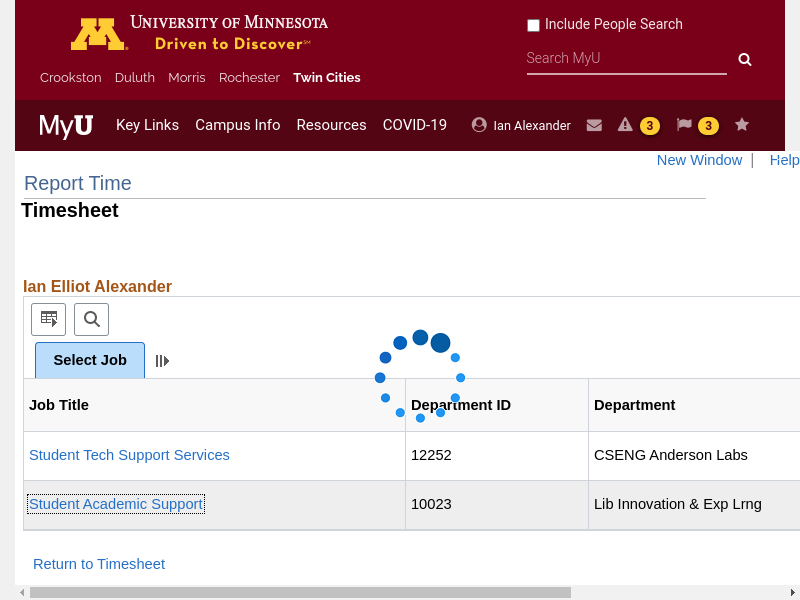 UNIVERSITY OF MINNESOTA
Driven to Discover℠
Include People Search
Search MyU
Crookston Duluth Morris Rochester Twin Cities
MyU Key Links Campus Info Resources COVID-19 Ian Alexander 3 3
New Window | Help
Report Time
Timesheet
Ian Elliot Alexander
Select Job
Job Title Department ID Department
Student Tech Support Services 12252 CSENG Anderson Labs
Student Academic Support 10023 Lib Innovation & Exp Lrng
Return to Timesheet